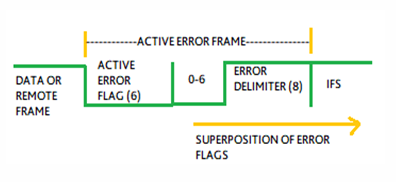 ACTIVE ERROR FRAME
DATA OR
REMOTE
FRAME
ACTIVE
ERROR
FLAG (6)
0-6
ERROR
DELIMITER (8)
IFS
SUPERPOSITION OF ERROR
FLAGS